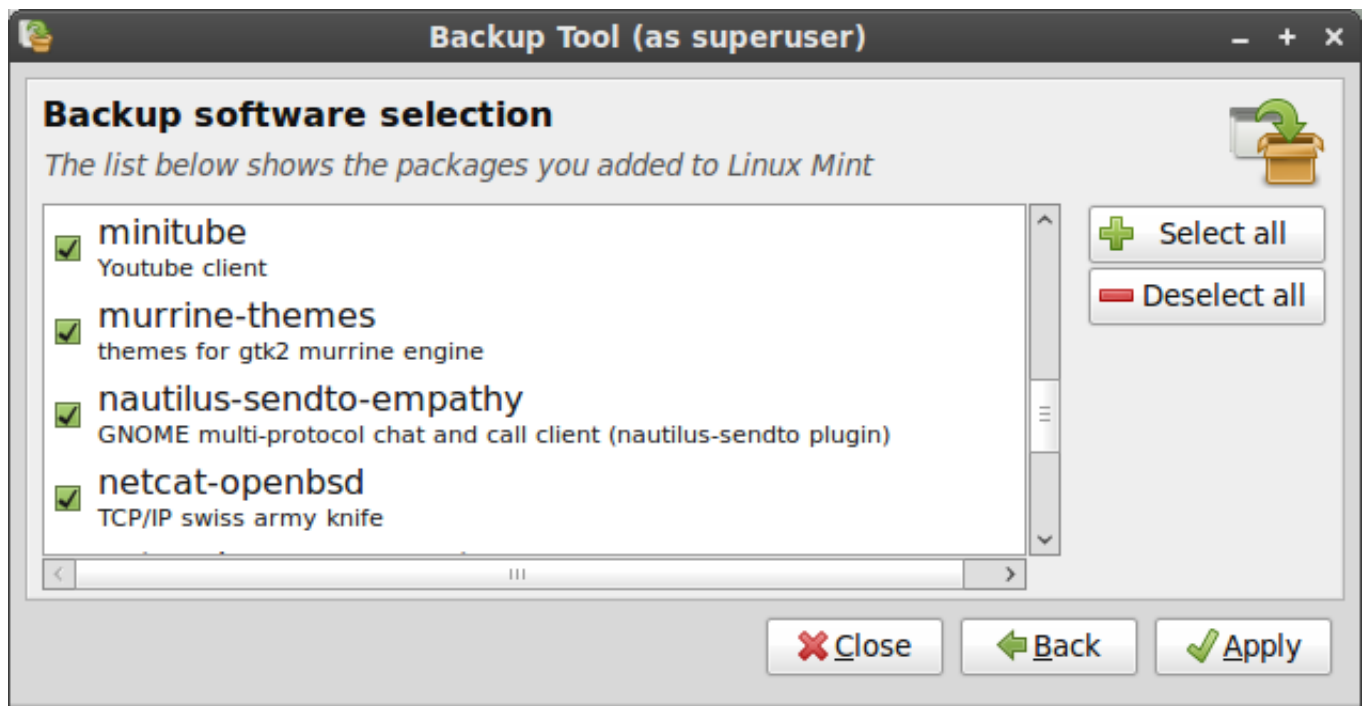 Backup Tool (as superuser)
Backup software selection
The list below shows the packages you added to Linux Mint
minitube
Youtube client
murrine-themes
themes for gtk2 murrine engine
nautilus-sendto-empathy
GNOME multi-protocol chat and call client (nautilus-sendto plugin)
netcat-openbsd
TCP/IP swiss army knife
Select all
Deselect all
Close
Back
Apply